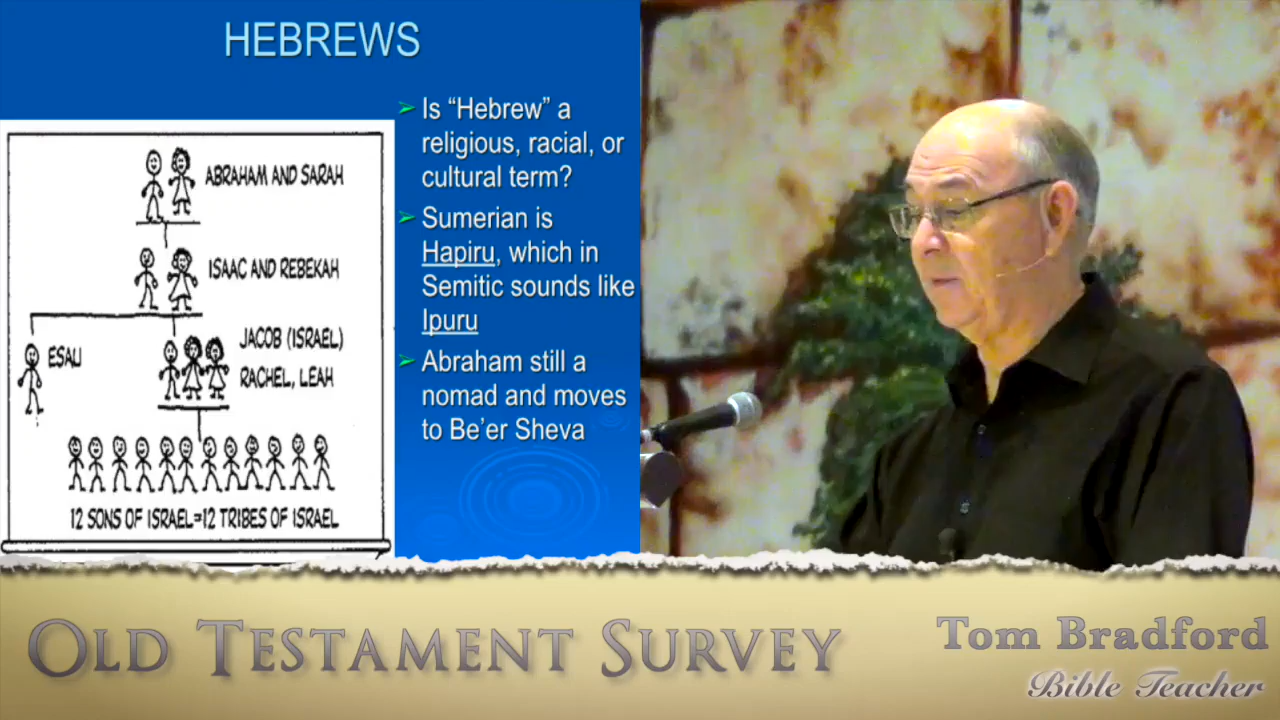 HEBREWS
ABRAHAM AND SARAH
ISAAC AND REBEKAH
ESAU
JACOB (ISRAEL)
RACHEL, LEAH
12 SONS OF ISRAEL=12 TRIBES OF ISRAEL
Is “Hebrew” a
religious, racial, or
cultural term?
Sumerian is
Hapiru, which in
Semitic sounds like
Ipuru
Abraham still a
nomad and moves
to Be’er Sheva
OLD TESTAMENT SURVEY
Tom Bradford
Bible Teacher